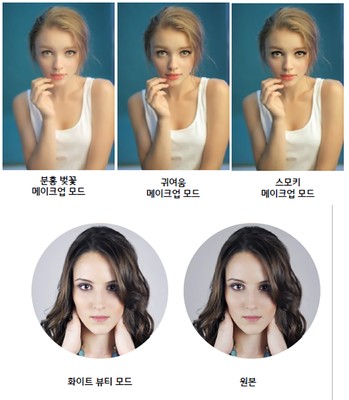 분홍 벚꽃
메이크업 모드
귀여움
메이크업 모드
스모키
메이크업 모드
화이트 뷰티 모드
원본